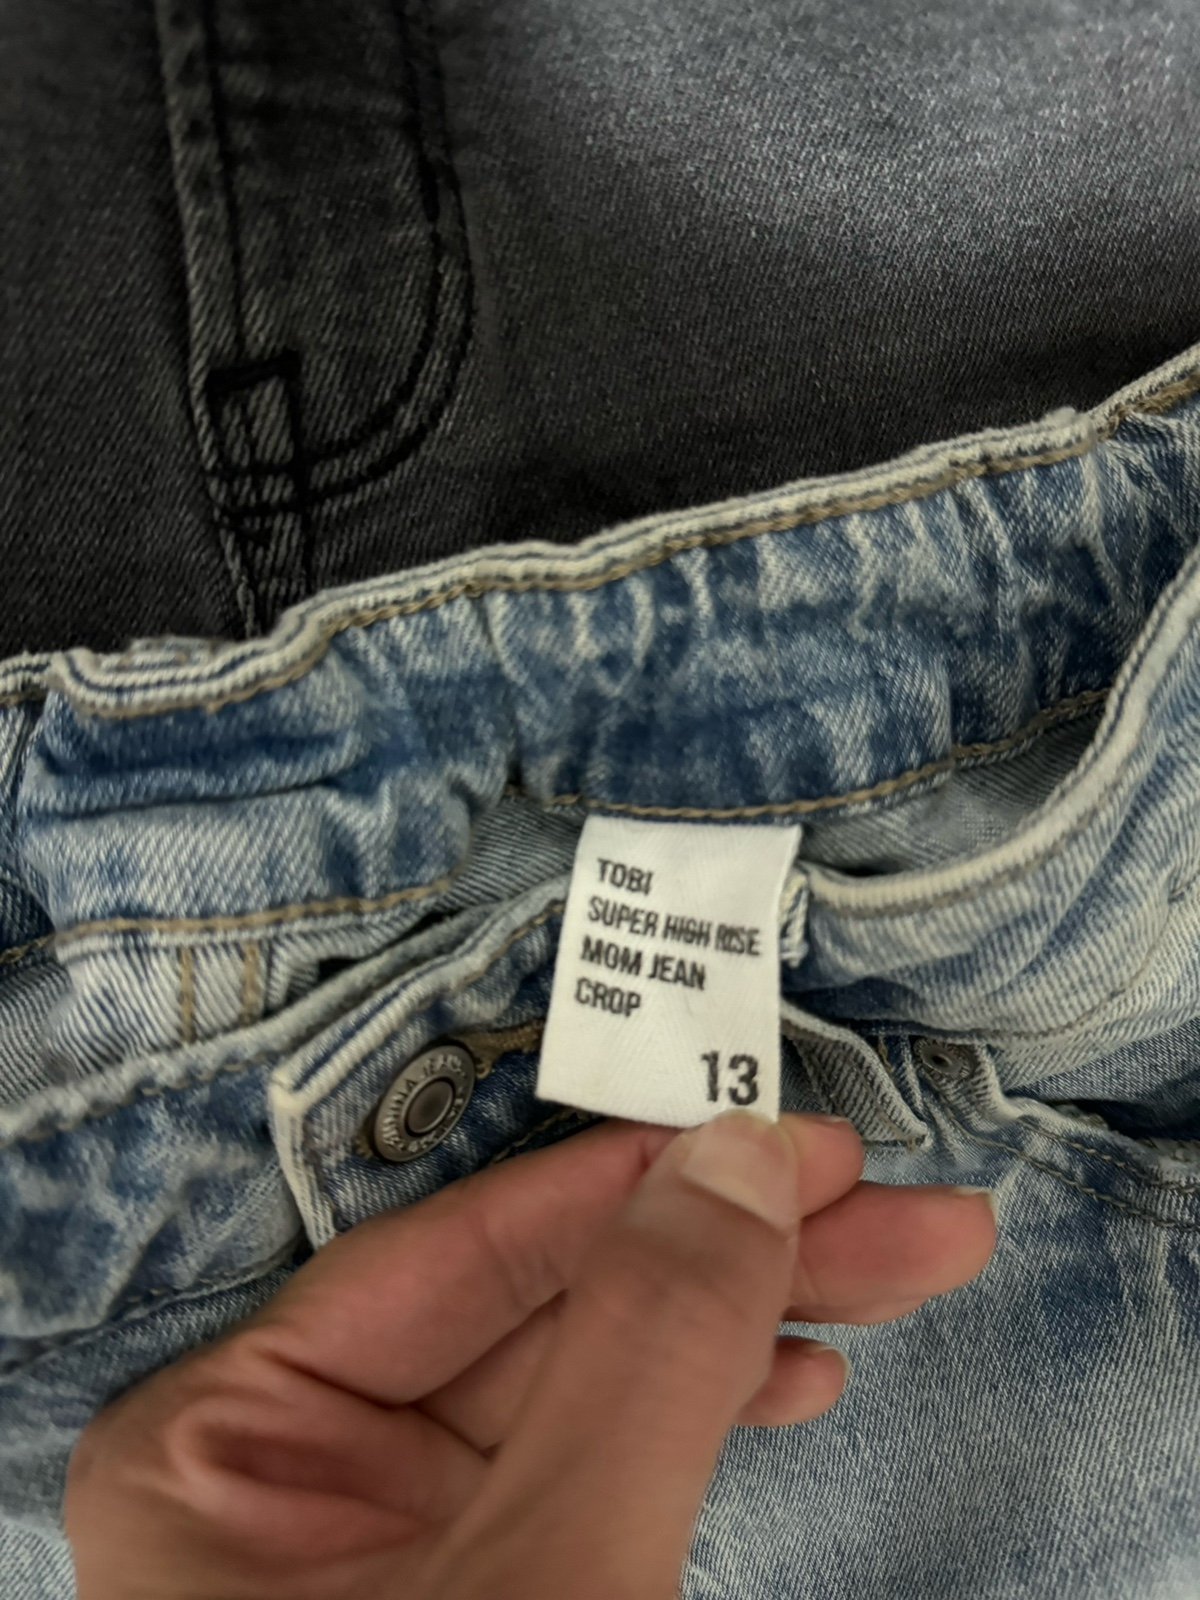 TOBI
SUPER HIGH RISE
MOM JEAN
CROP
13